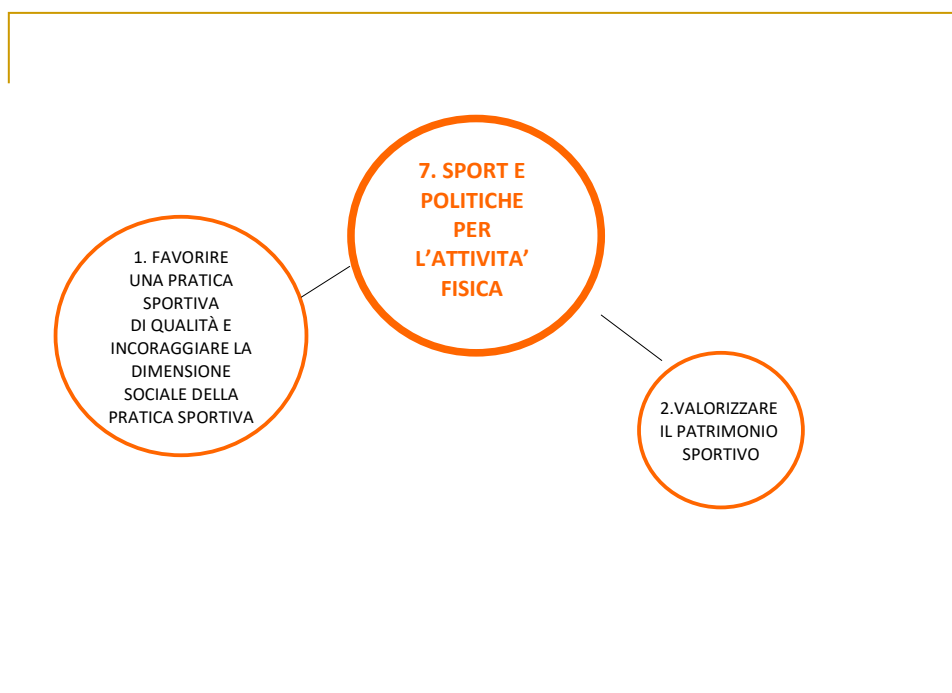 7. SPORT E
POLITICHE
PER
L’ATTIVITA’
FISICA
1. FAVORIRE
UNA PRATICA
SPORTIVA
DI QUALITÀ E
INCORAGGIARE LA
DIMENSIONE
SOCIALE DELLA
PRATICA SPORTIVA
2.VALORIZZARE
IL PATRIMONIO
SPORTIVO